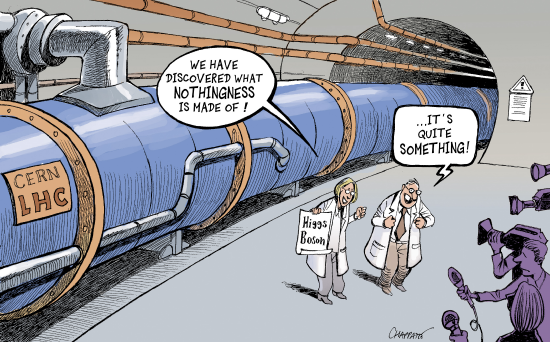 WE HAVE
DISCOVERED WHAT
NOTHINGNESS
IS MADE OF!
...IT'S
QUITE
SOMETHING!
CERN
LHC
Higgs
Boson
CHAPPATTE